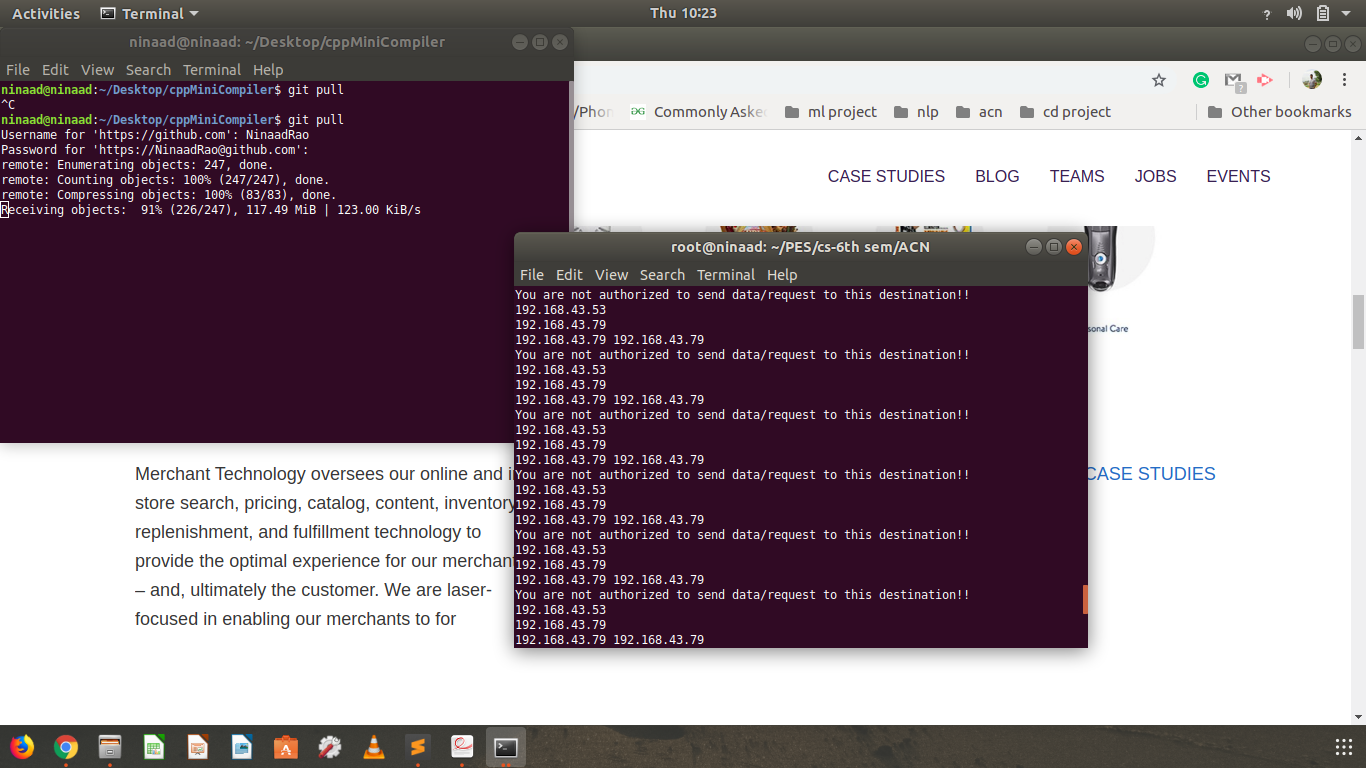 Activities
Terminal
Thu 10:23
?
ninaad@ninaad: ~/Desktop/cppMiniCompiler
File Edit View Search Terminal Help
ninaad@ninaad:~/Desktop/cppMiniCompiler$ git pull
^C
ninaad@ninaad:~/Desktop/cppMiniCompiler$ git pull
Username for 'https://github.com': NinaadRao
Password for 'https://NinaadRao@github.com':
remote: Enumerating objects: 247, done.
remote: Counting objects: 100% (247/247), done.
remote: Compressing objects: 100% (83/83), done.
Receiving objects:  91% (226/247), 117.49 MiB | 123.00 KiB/s
/Phon
Commonly Aske
ml project
nlp
acn
cd project
Other bookmarks
CASE STUDIES
BLOG
TEAMS
JOBS
EVENTS
sonal Care
root@ninaad: ~/PES/cs-6th sem/ACN
File Edit View Search Terminal Help
You are not authorized to send data/request to this destination!!
192.168.43.53
192.168.43.79
192.168.43.79 192.168.43.79
You are not authorized to send data/request to this destination!!
192.168.43.53
192.168.43.79
192.168.43.79 192.168.43.79
You are not authorized to send data/request to this destination!!
192.168.43.53
192.168.43.79
192.168.43.79 192.168.43.79
You are not authorized to send data/request to this destination!!
192.168.43.53
192.168.43.79
192.168.43.79 192.168.43.79
You are not authorized to send data/request to this destination!!
192.168.43.53
192.168.43.79
192.168.43.79 192.168.43.79
You are not authorized to send data/request to this destination!!
192.168.43.53
192.168.43.79
192.168.43.79 192.168.43.79
Merchant Technology oversees our online and i
store search, pricing, catalog, content, inventory
replenishment, and fulfillment technology to
provide the optimal experience for our merchant
– and, ultimately the customer. We are laser-
focused in enabling our merchants to for
CASE STUDIES